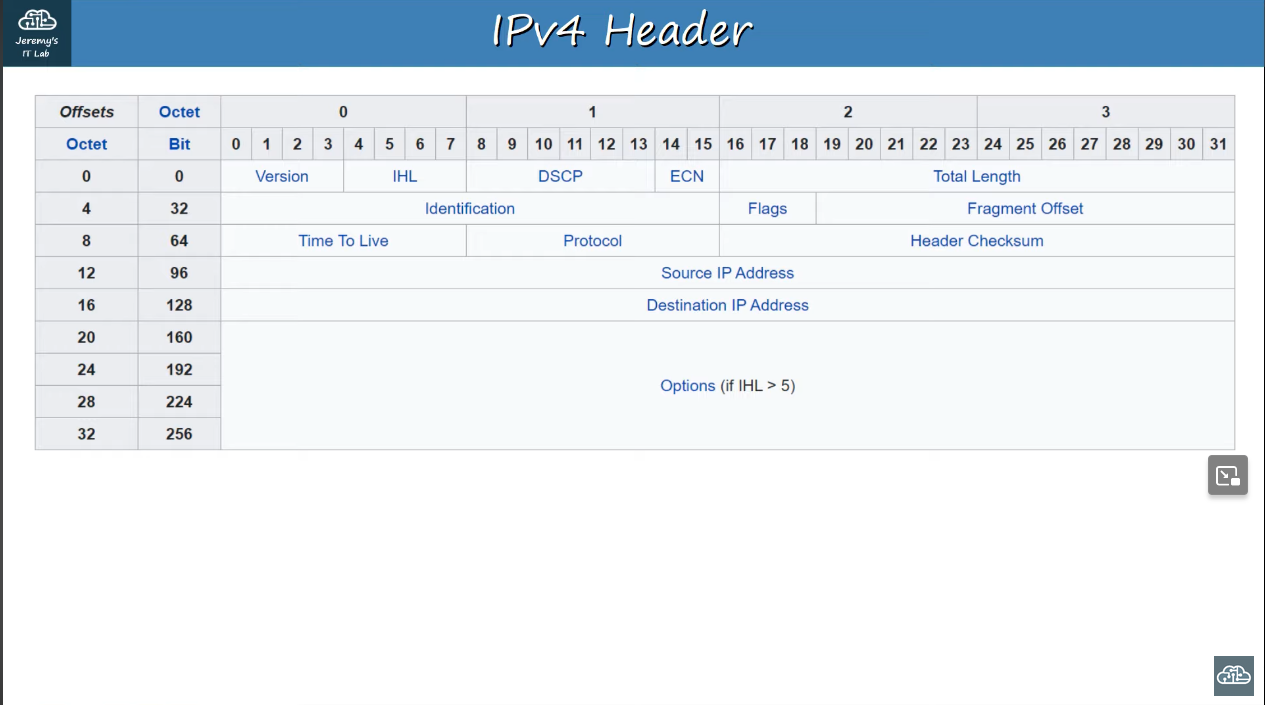 Jeremy's
IT Lab
IPv4 Header
Offsets Octet 0 1 2 3
Octet Bit 0 1 2 3 4 5 6 7 8 9 10 11 12 13 14 15 16 17 18 19 20 21 22 23 24 25 26 27 28 29 30 31
0 0 Version IHL DSCP ECN Total Length
4 32 Identification Flags Fragment Offset
8 64 Time To Live Protocol Header Checksum
12 96 Source IP Address
16 128 Destination IP Address
20 160
24 192
Options (if IHL > 5)
28 224
32 256